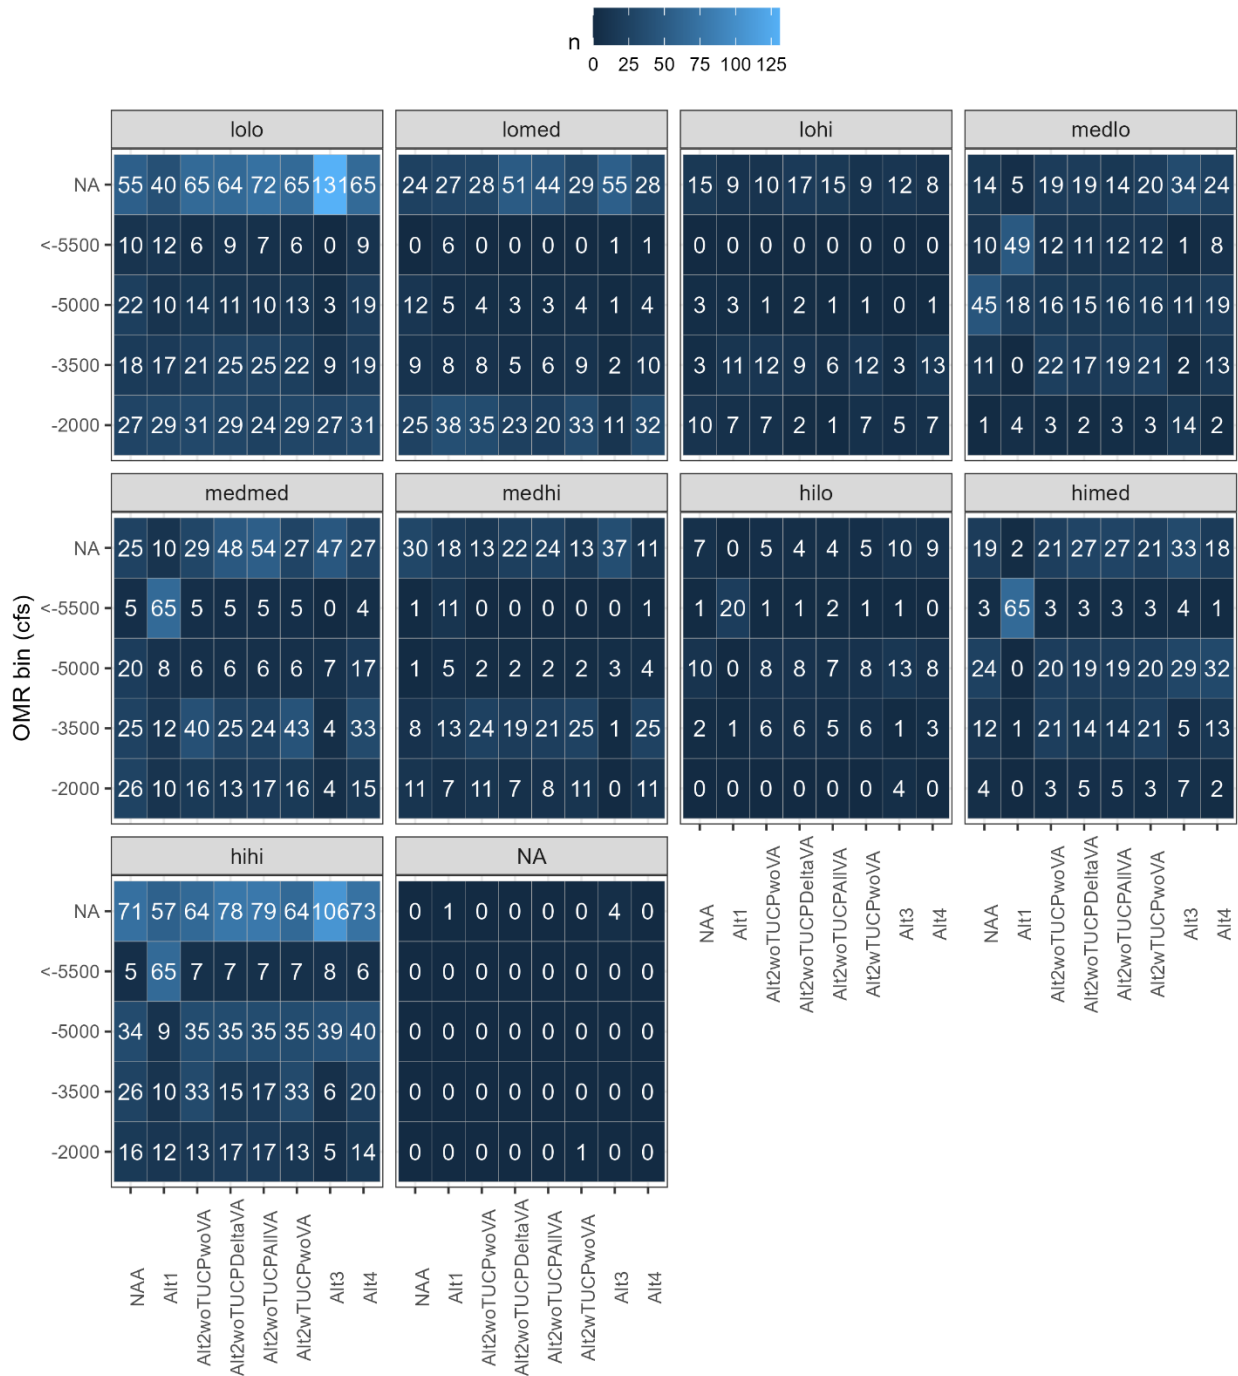 n
0 25 50 75 100 125
lolo lomed lohi medlo
NA 55 40 65 64 72 65 131 65 24 27 28 51 44 29 55 28 15 9 10 17 15 9 12 8 14 5 19 19 14 20 34 24
<-5500 10 12 6 9 7 6 0 9 0 6 0 0 0 0 1 1 0 0 0 0 0 0 0 0 10 49 12 11 12 12 1 8
-5000 22 10 14 11 10 13 3 19 12 5 4 3 3 4 1 4 3 3 1 2 1 1 0 1 45 18 16 15 16 16 11 19
-3500 18 17 21 25 25 22 9 19 9 8 8 5 6 9 2 10 3 11 12 9 6 12 3 13 11 0 22 17 19 21 2 13
-2000 27 29 31 29 24 29 27 31 25 38 35 23 20 33 11 32 10 7 7 2 1 7 5 7 1 4 3 2 3 3 14 2
medmed medhi hilo himed
NA 25 10 29 48 54 27 47 27 30 18 13 22 24 13 37 11 7 0 5 4 4 5 10 9 19 2 21 27 27 21 33 18
<-5500 5 65 5 5 5 5 0 4 1 11 0 0 0 0 0 1 1 20 1 1 2 1 1 0 3 65 3 3 3 3 4 1
-5000 20 8 6 6 6 6 7 17 1 5 2 2 2 2 3 4 10 0 8 8 7 8 13 8 24 0 20 19 19 20 29 32
-3500 25 12 40 25 24 43 4 33 8 13 24 19 21 25 1 25 2 1 6 6 5 6 1 3 12 1 21 14 14 21 5 13
-2000 26 10 16 13 17 16 4 15 11 7 11 7 8 11 0 11 0 0 0 0 0 0 4 0 4 0 3 5 5 3 7 2
OMR bin (cfs)
hihi NA
NA 71 57 64 78 79 64 106 73 0 1 0 0 0 0 4 0
<-5500 5 65 7 7 7 7 8 6 0 0 0 0 0 0 0 0
-5000 34 9 35 35 35 35 39 40 0 0 0 0 0 0 0 0
-3500 26 10 33 15 17 33 6 20 0 0 0 0 0 0 0 0
-2000 16 12 13 17 17 13 5 14 0 0 0 0 0 1 0 0
NAA
Alt1
Alt2woTUCPwoVA
Alt2woTUCPDeltaVA
Alt2woTUCPAllVA
Alt2wTUCPwoVA
Alt3
Alt4
NAA
Alt1
Alt2woTUCPwoVA
Alt2woTUCPDeltaVA
Alt2woTUCPAllVA
Alt2wTUCPwoVA
Alt3
Alt4
NAA
Alt1
Alt2woTUCPwoVA
Alt2woTUCPDeltaVA
Alt2woTUCPAllVA
Alt2wTUCPwoVA
Alt3
Alt4
NAA
Alt1
Alt2woTUCPwoVA
Alt2woTUCPDeltaVA
Alt2woTUCPAllVA
Alt2wTUCPwoVA
Alt3
Alt4